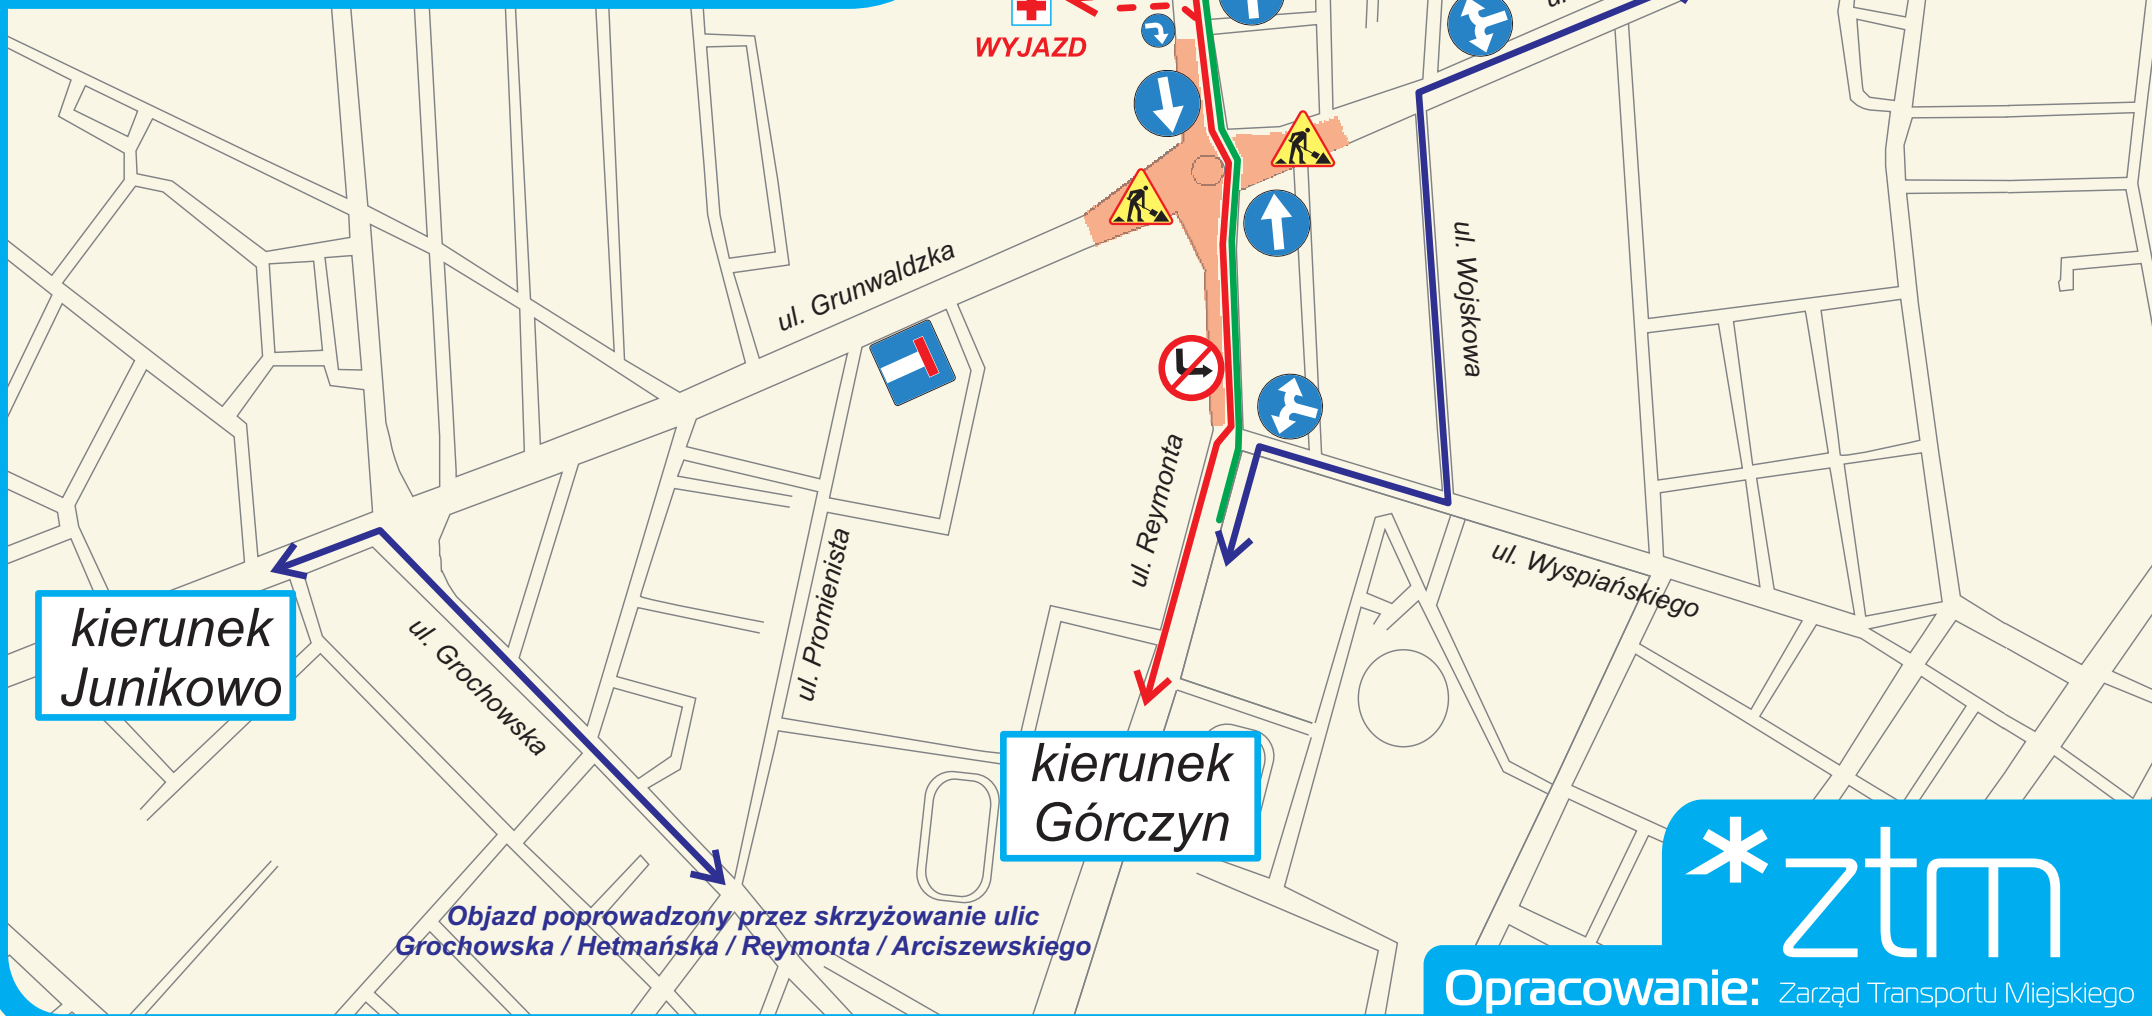 ul.
WYJAZD
ul. Grunwaldzka
ul. Wojskowa
ul. Reymonta
ul. Promienista
ul. Wyspiańskiego
kierunek
Junikowo
ul. Grochowska
kierunek
Górczyn
Objazd poprowadzony przez skrzyżowanie ulic
Grochowska / Hetmańska / Reymonta / Arciszewskiego
ztm
Opracowanie: Zarząd Transportu Miejskiego